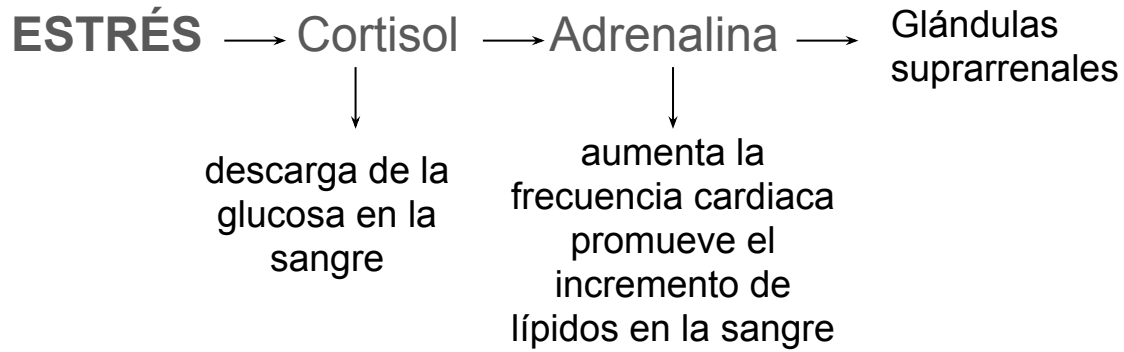 ESTRÉS Cortisol Adrenalina Glándulas
suprarrenales
descarga de la
glucosa en la
sangre
aumenta la
frecuencia cardiaca
promueve el
incremento de
lípidos en la sangre